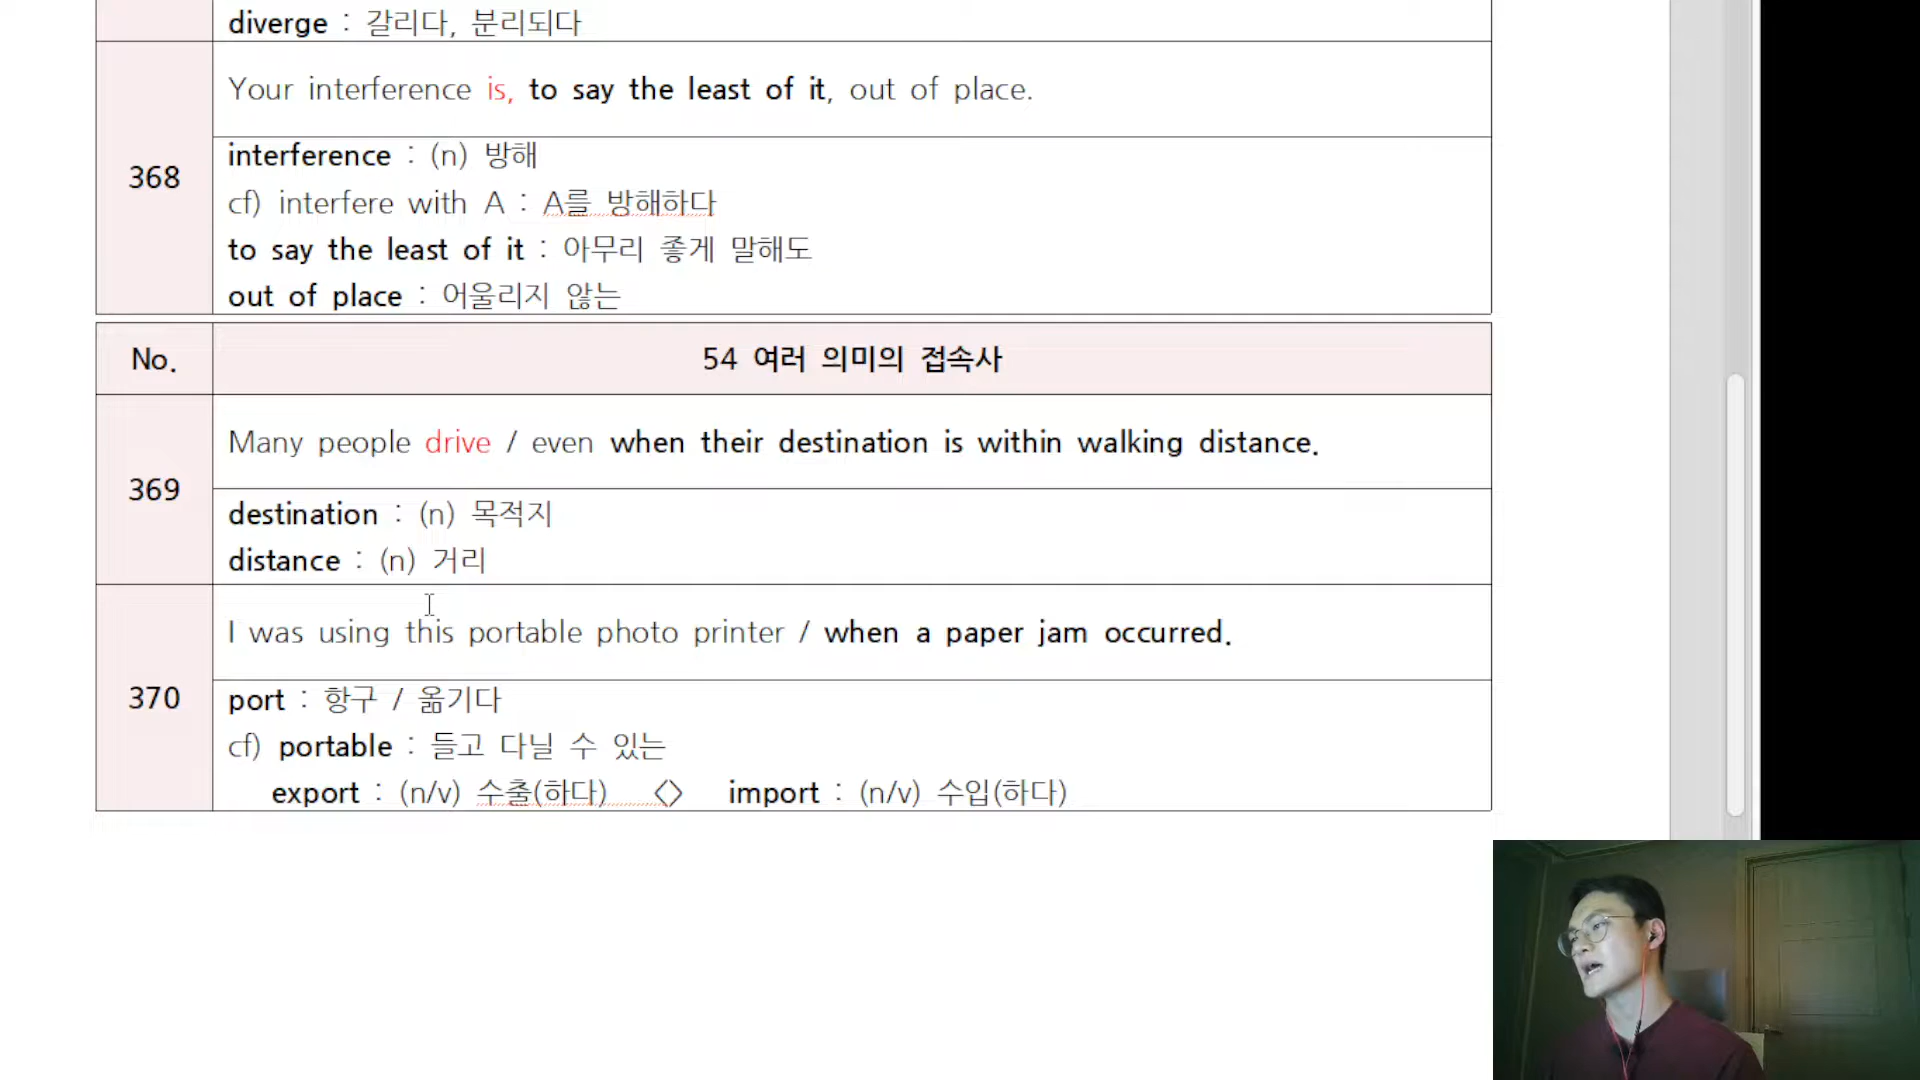 diverge : 갈리다, 분리되다
368
Your interference is, to say the least of it, out of place.
interference : (n) 방해
cf) interfere with A : A를 방해하다
to say the least of it : 아무리 좋게 말해도
out of place : 어울리지 않는
No. 54 여러 의미의 접속사
369
Many people drive / even when their destination is within walking distance.
destination : (n) 목적지
distance : (n) 거리
370
I was using this portable photo printer / when a paper jam occurred.
port : 항구 / 옮기다
cf) portable : 들고 다닐 수 있는
export : (n/v) 수출(하다) <> import : (n/v) 수입(하다)